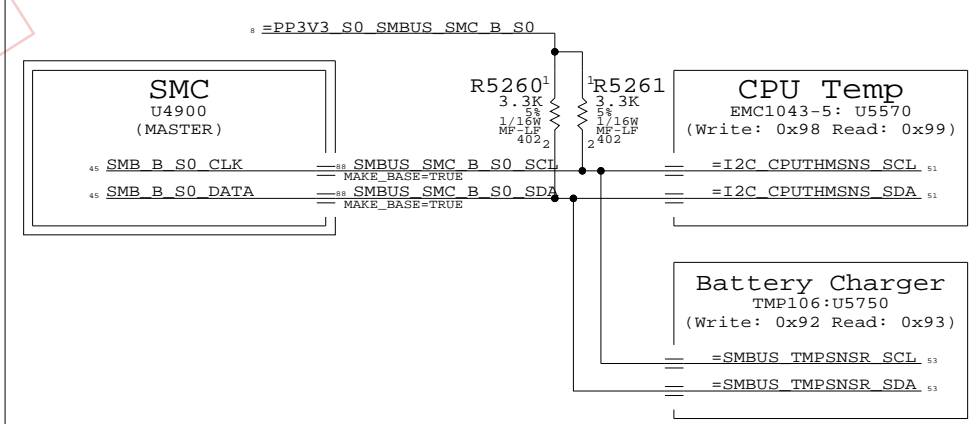 8 =PP3V3_S0_SMBUS_SMC_B_S0
SMC
U4900
(MASTER)
R5260 1
3.3K
5%
1/16W
MF-LF
402 2
1 R5261
3.3K
5%
1/16W
MF-LF
2 402
CPU Temp
EMC1043-5: U5570
(Write: 0x98 Read: 0x99)
45 SMB_B_S0_CLK
88 SMBUS_SMC_B_S0_SCL
MAKE_BASE=TRUE
=I2C_CPUTHMSNS_SCL 51
45 SMB_B_S0_DATA
88 SMBUS_SMC_B_S0_SDA
MAKE_BASE=TRUE
=I2C_CPUTHMSNS_SDA 51
Battery Charger
TMP106:U5750
(Write: 0x92 Read: 0x93)
=SMBUS_TMPSNSR_SCL 53
=SMBUS_TMPSNSR_SDA 53